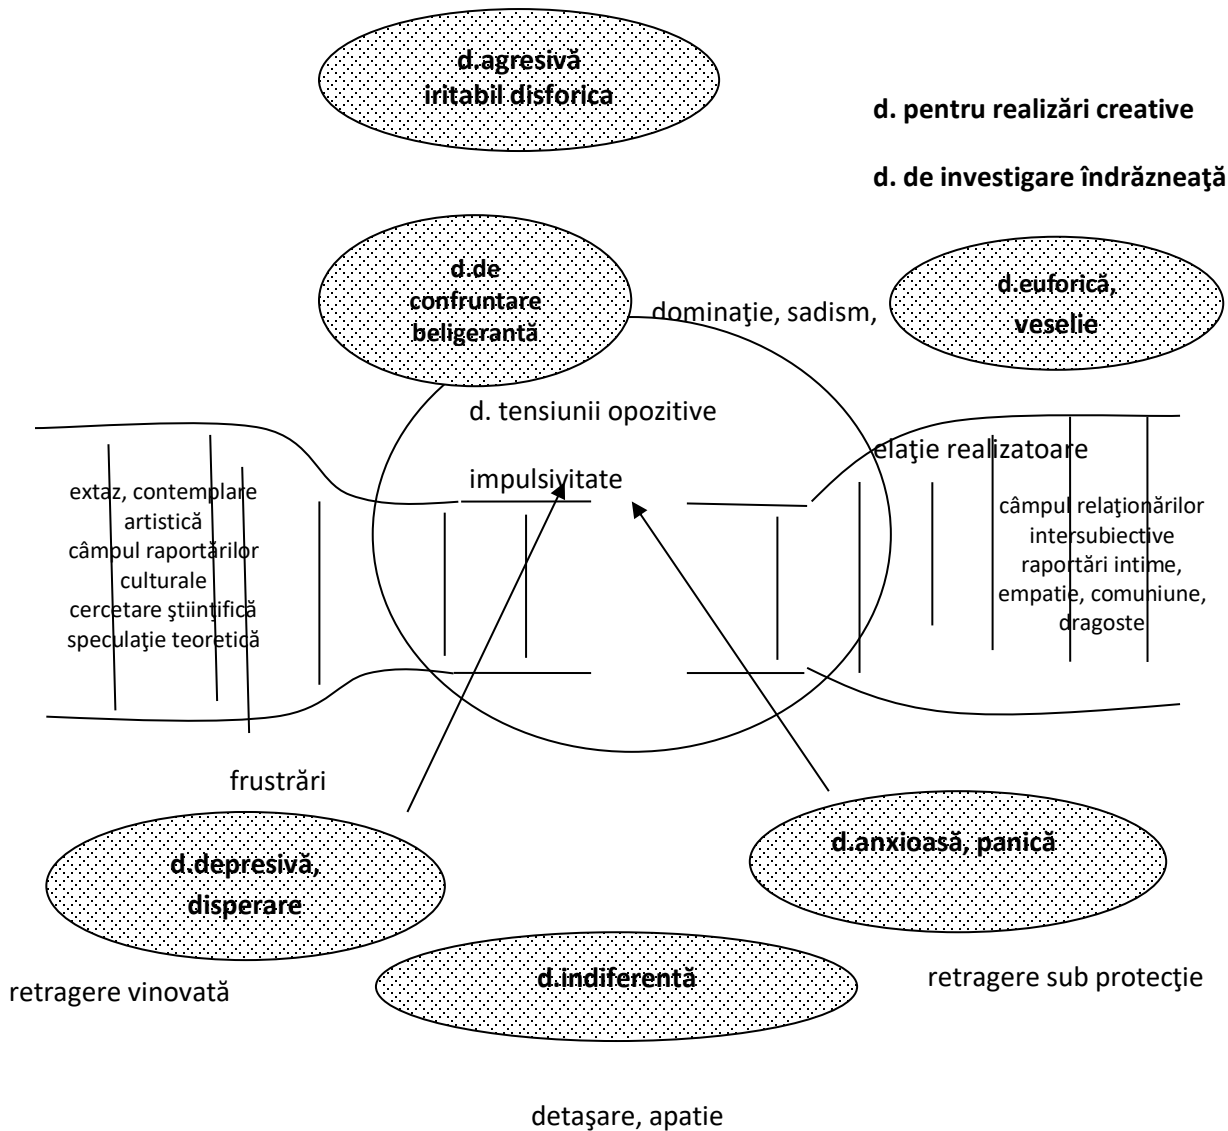 d.agresivă
iritabil disforica
d. pentru realizări creative
d. de investigare îndrăzneaţă
d.de
confruntare
beligerantă
dominaţie, sadism,
d.euforică,
veselie
d. tensiunii opozitive
impulsivitate
elaţie realizatoare
extaz, contemplare
artistică
câmpul raportărilor
culturale
cercetare ştiinţifică
speculaţie teoretică
câmpul relaţionărilor
intersubiective
raportări intime,
empatie, comuniune,
dragoste
frustrări
d.depresivă,
disperare
d.anxioasă, panică
retragere vinovată
d.indiferentă
retragere sub protecţie
detaşare, apatie